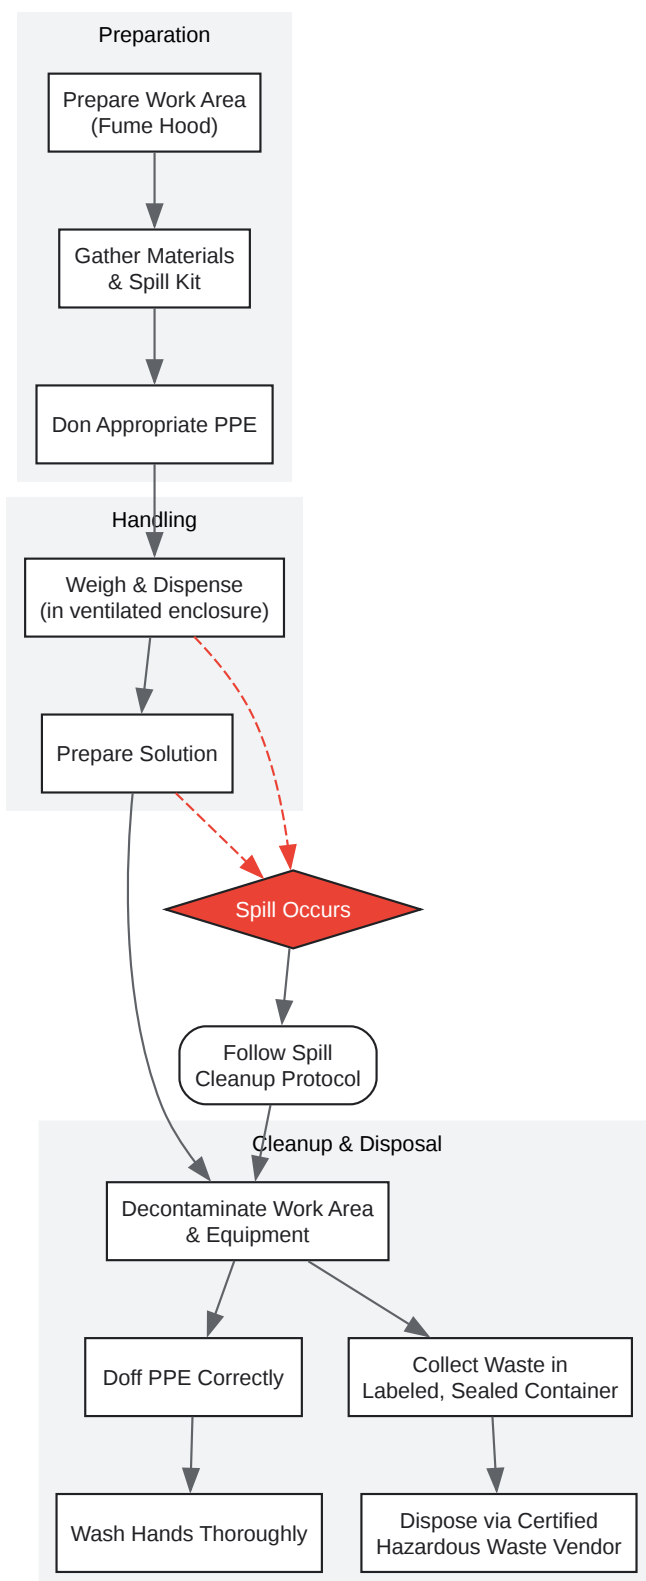 Preparation
Prepare Work Area
(Fume Hood)
Gather Materials
& Spill Kit
Don Appropriate PPE
Handling
Weigh & Dispense
(in ventilated enclosure)
Prepare Solution
Spill Occurs
Follow Spill
Cleanup Protocol
Cleanup & Disposal
Decontaminate Work Area
& Equipment
Doff PPE Correctly
Collect Waste in
Labeled, Sealed Container
Wash Hands Thoroughly
Dispose via Certified
Hazardous Waste Vendor